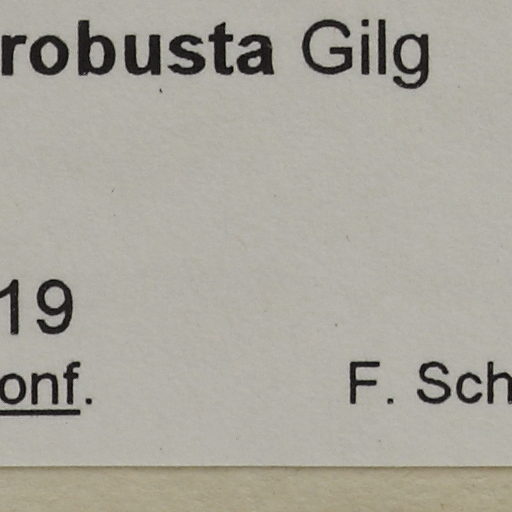 robusta Gilg
19
onf. F. Sch